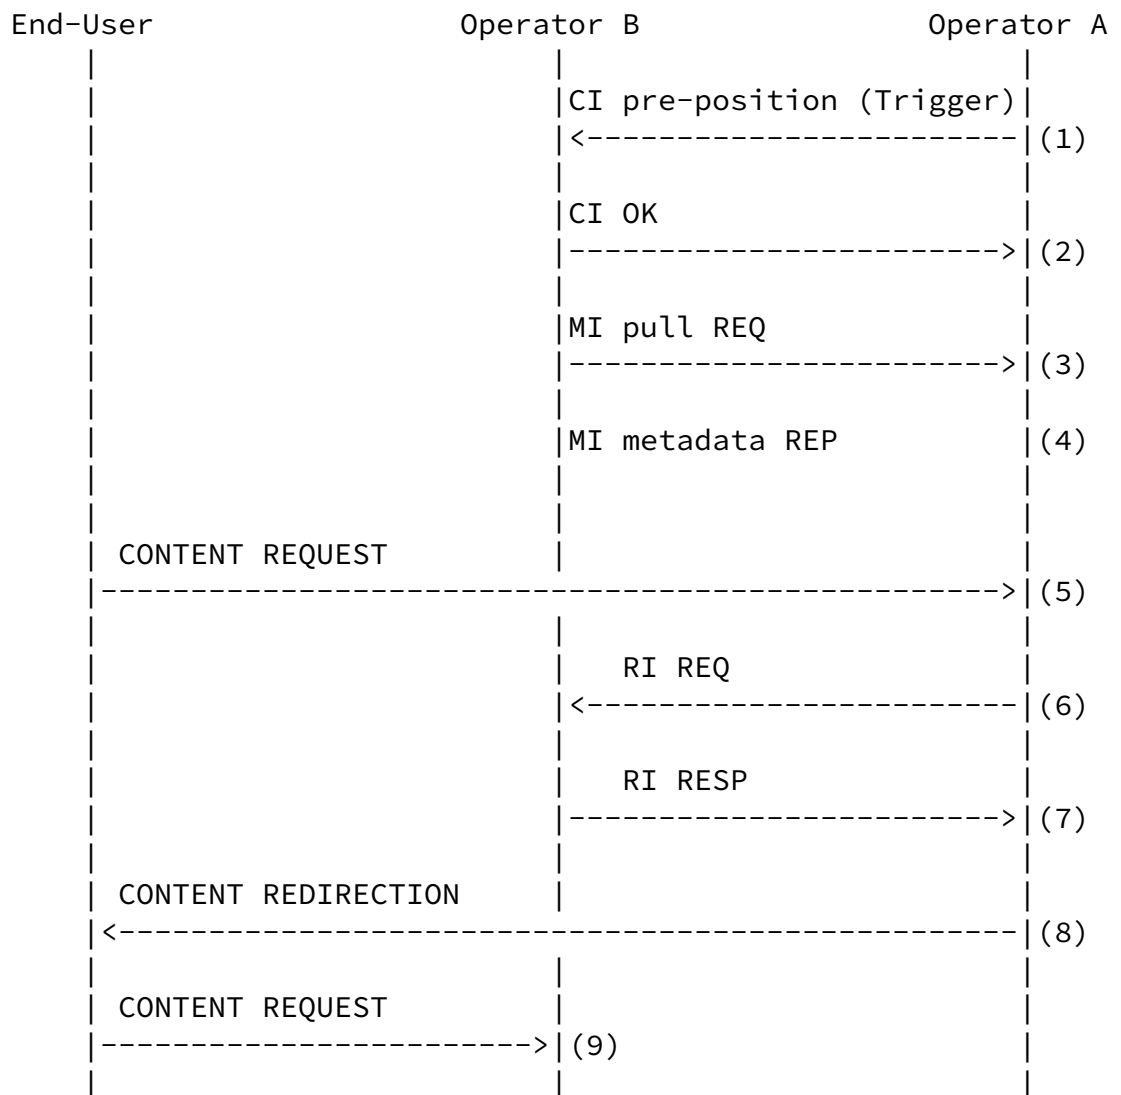 End-User Operator B Operator A
CI pre-position (Trigger)
(1)
CI OK
(2)
MI pull REQ
(3)
MI metadata REP (4)
CONTENT REQUEST
(5)
RI REQ
(6)
RI RESP
(7)
CONTENT REDIRECTION
(8)
CONTENT REQUEST
(9)